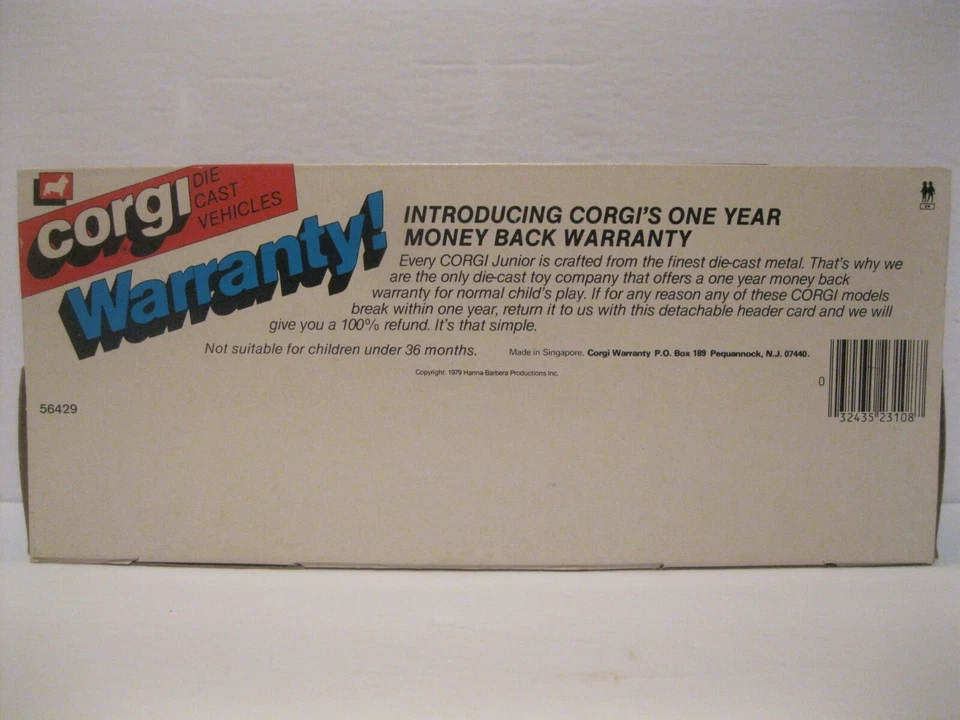 corgi DIE
CAST
VEHICLES
Warranty!
INTRODUCING CORGI'S ONE YEAR
MONEY BACK WARRANTY
Every CORGI Junior is crafted from the finest die-cast metal. That's why we
are the only die-cast toy company that offers a one year money back
warranty for normal child's play. If for any reason any of these CORGI models
break within one year, return it to us with this detachable header card and we will
give you a 100% refund. It's that simple.
Not suitable for children under 36 months. Made in Singapore. Corgi Warranty P.O. Box 189 Pequannock, N.J. 07440.
Copyright: 1979 Hanna-Barbera Productions Inc.
56429
0 32435 23108